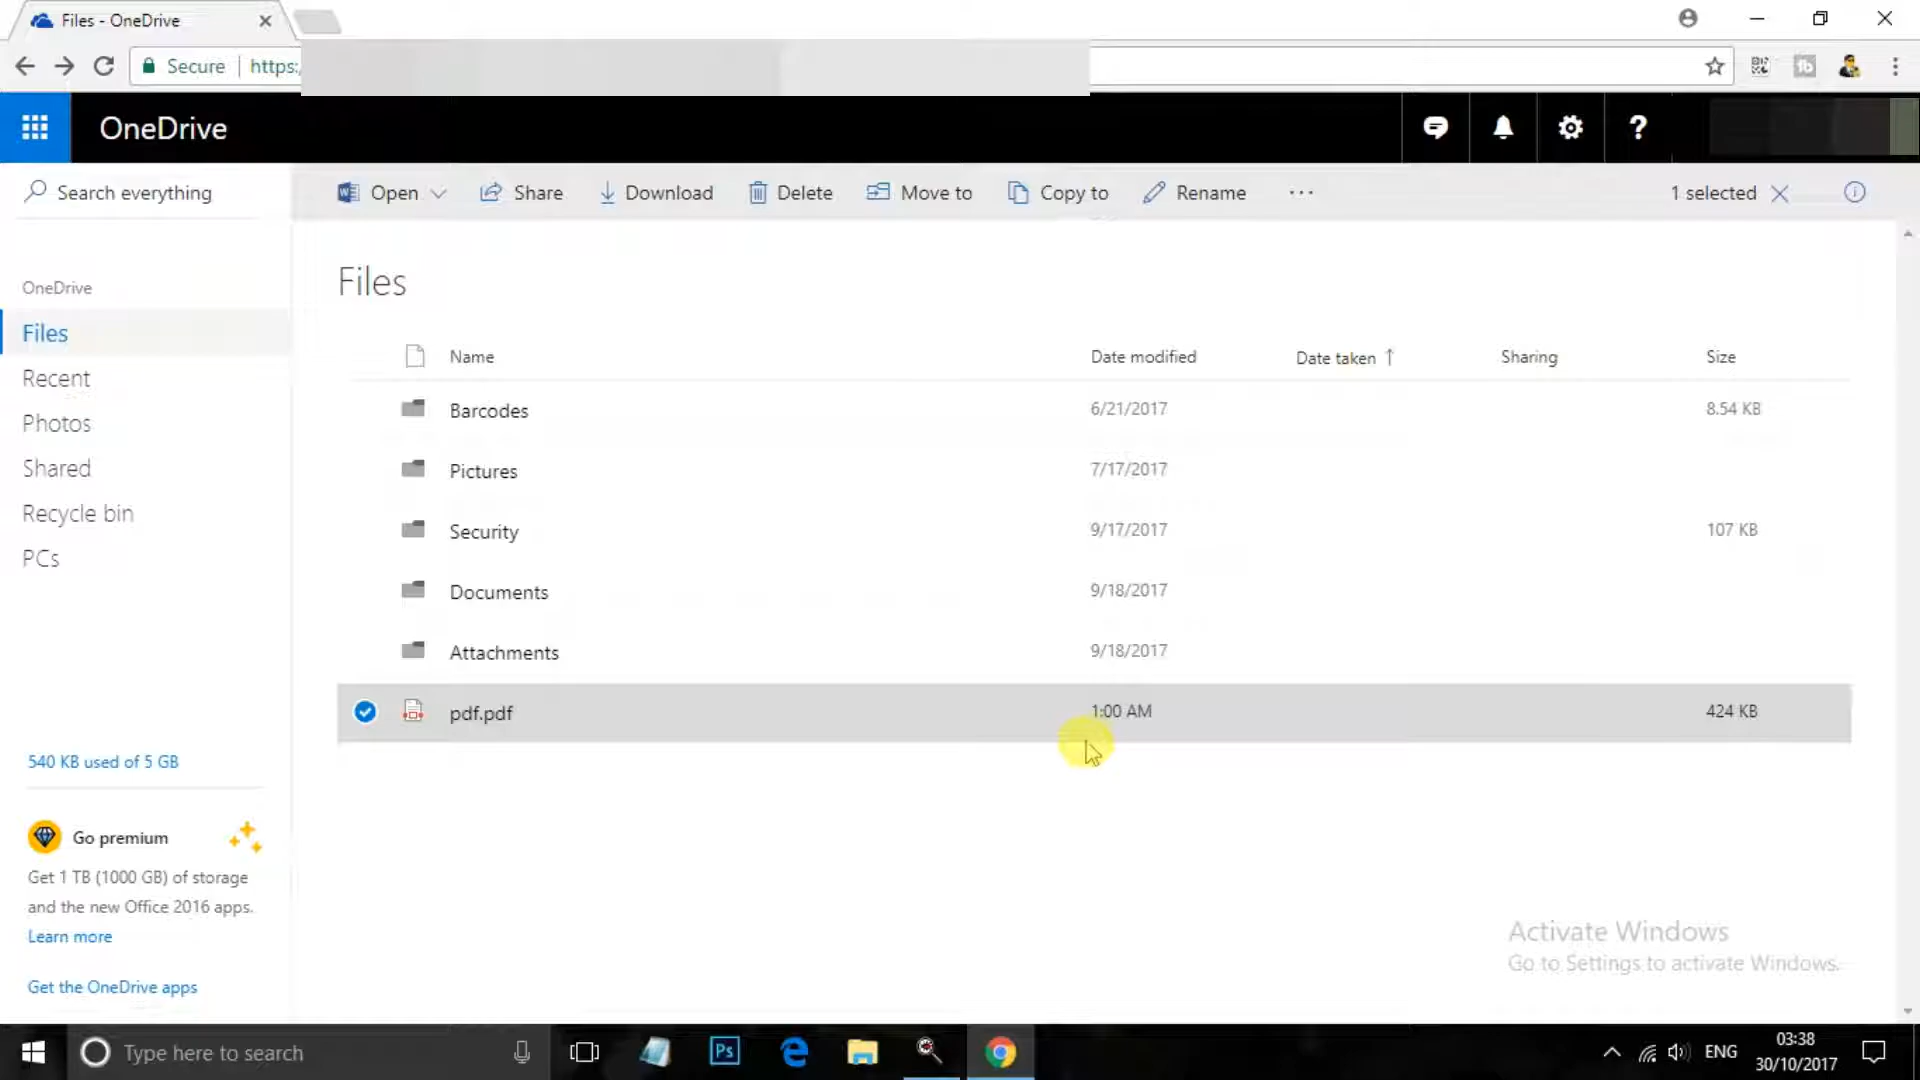 Files - OneDrive
Secure https:
OneDrive
?
Search everything
Open Share Download Delete Move to Copy to Rename ... 1 selected
Files
OneDrive
Files
Recent
Photos
Shared
Recycle bin
PCs
Name Date modified Date taken Sharing Size
Barcodes 6/21/2017 8.54 KB
Pictures 7/17/2017
Security 9/17/2017 107 KB
Documents 9/18/2017
Attachments 9/18/2017
pdf.pdf 1:00 AM 424 KB
540 KB used of 5 GB
Go premium
Get 1 TB (1000 GB) of storage
and the new Office 2016 apps.
Learn more
Get the OneDrive apps
Activate Windows
Go to Settings to activate Windows.
Type here to search
Ps
ENG
03:38
30/10/2017